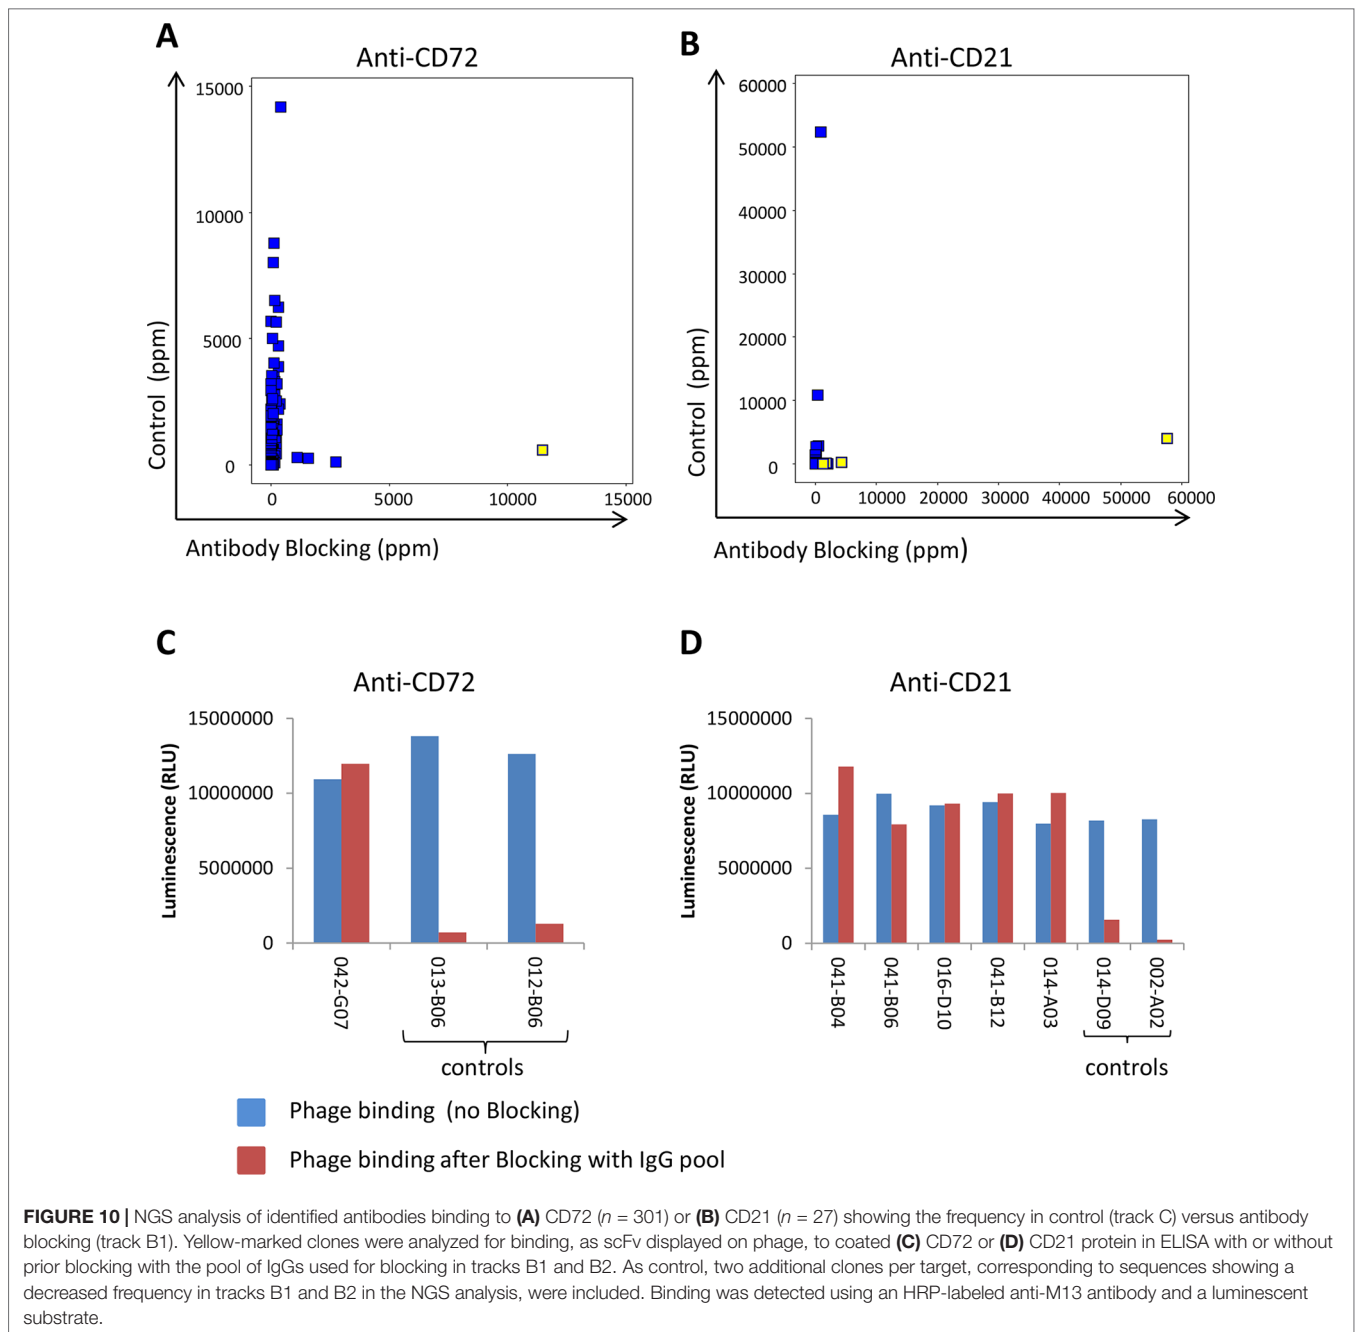 A
Anti-CD72
15000
10000
5000
0
Control (ppm)
0 5000 10000 15000
Antibody Blocking (ppm)
B
Anti-CD21
60000
50000
40000
30000
20000
10000
0
Control (ppm)
0 10000 20000 30000 40000 50000 60000
Antibody Blocking (ppm)
C
Anti-CD72
15000000
10000000
5000000
0
Luminescence (RLU)
042-G07
013-B06
012-B06
controls
D
Anti-CD21
15000000
10000000
5000000
0
Luminescence (RLU)
041-B04
041-B06
016-D10
041-B12
014-A03
014-D09
002-A02
controls
Phage binding (no Blocking)
Phage binding after Blocking with IgG pool
FIGURE 10 | NGS analysis of identified antibodies binding to (A) CD72 (n = 301) or (B) CD21 (n = 27) showing the frequency in control (track C) versus antibody
blocking (track B1). Yellow-marked clones were analyzed for binding, as scFv displayed on phage, to coated (C) CD72 or (D) CD21 protein in ELISA with or without
prior blocking with the pool of IgGs used for blocking in tracks B1 and B2. As control, two additional clones per target, corresponding to sequences showing a
decreased frequency in tracks B1 and B2 in the NGS analysis, were included. Binding was detected using an HRP-labeled anti-M13 antibody and a luminescent
substrate.